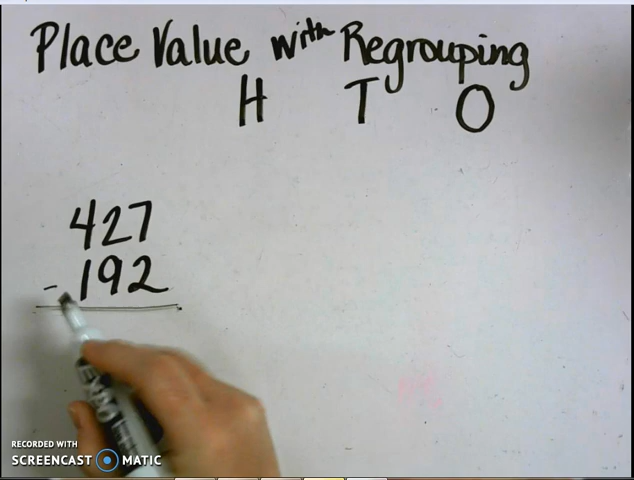 Place Value with Regrouping
H T O
427
- 192
EXPO
RECORDED WITH
SCREENCAST MATIC